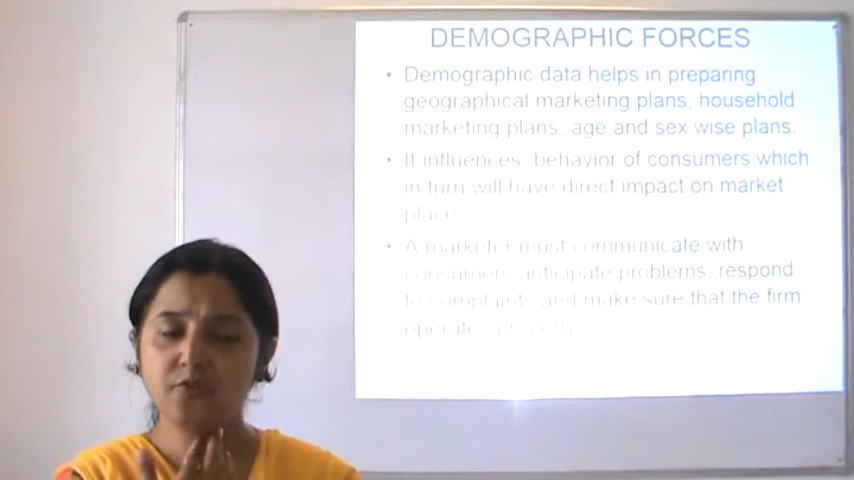 DEMOGRAPHIC FORCES
• Demographic data helps in preparing
geographical marketing plans, household
marketing plans, age and sex wise plans.
• It influences behavior of consumers which
in turn will have direct impact on market
place
• A marketer must communicate with
consumers anticipate problems ,respond
to complaints and make sure that the firm
operates properly